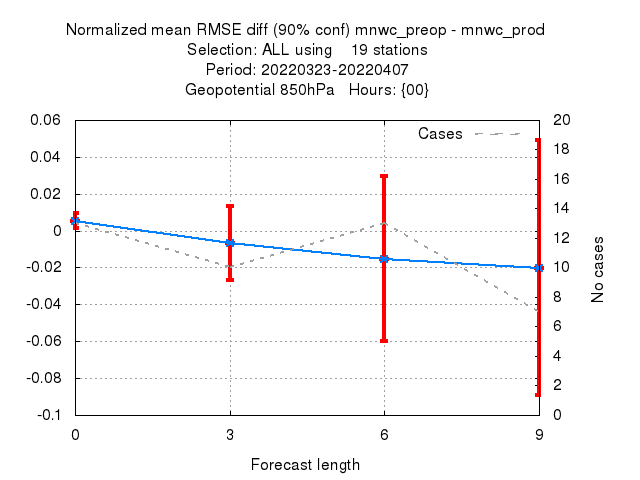 Normalized mean RMSE diff (90% conf) mnwc_preop - mnwc_prod
Selection: ALL using    19 stations
Period: 20220323-20220407
Geopotential 850hPa   Hours: {00}
Cases
0.06
0.04
0.02
0
-0.02
-0.04
-0.06
-0.08
-0.1
20
18
16
14
12
10
8
6
4
2
0
No cases
0 3 6 9
Forecast length